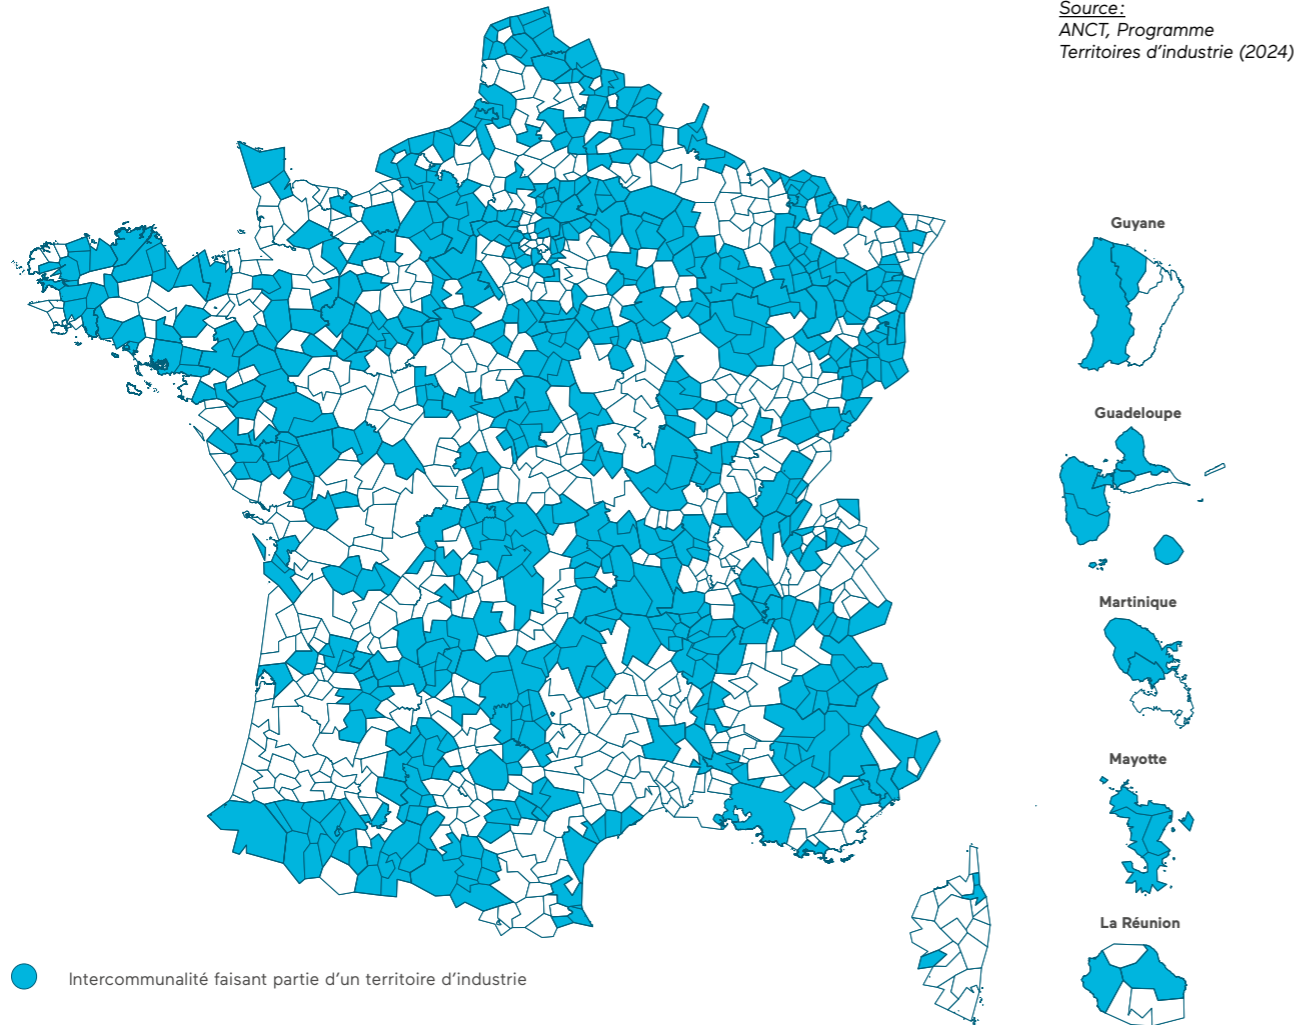 Source:
ANCT, Programme
Territoires d'industrie (2024)
Guyane
Guadeloupe
Martinique
Mayotte
La Réunion
Intercommunalité faisant partie d'un territoire d'industrie